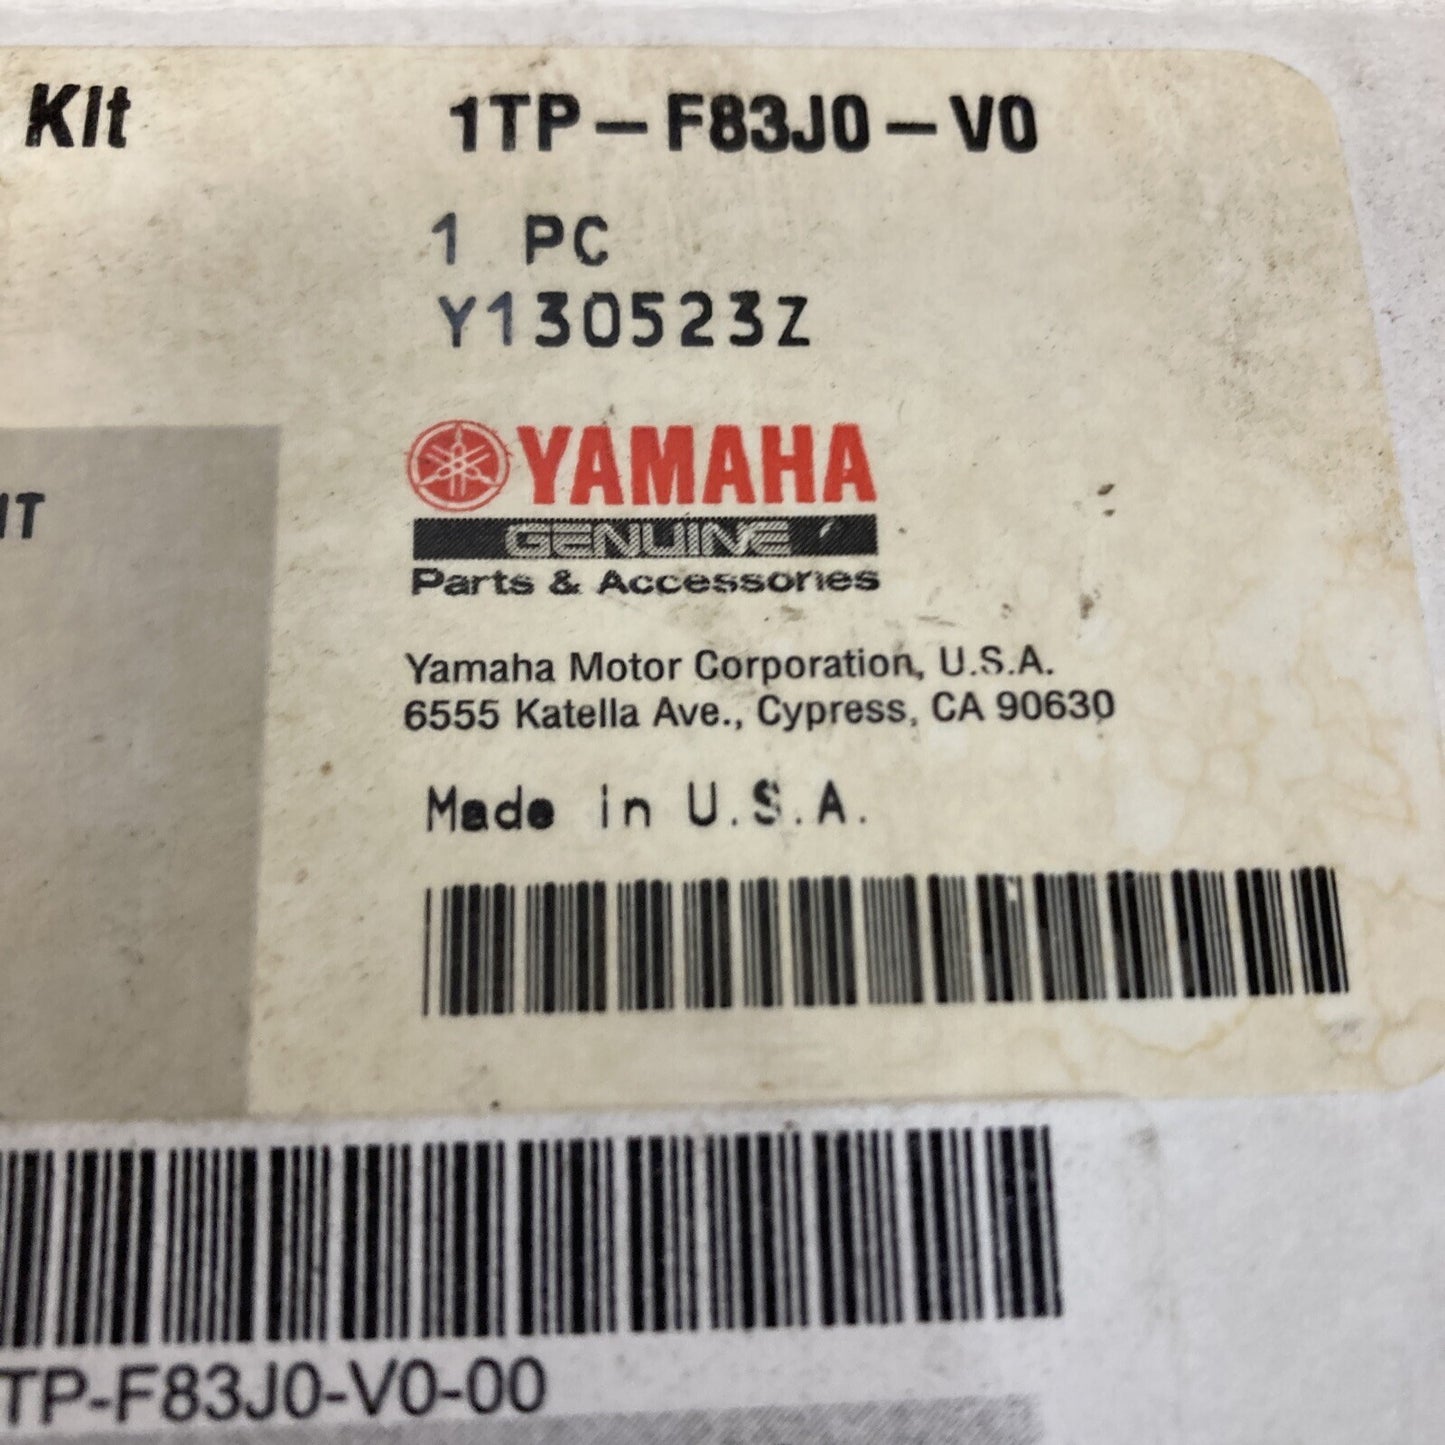 Kit 1TP-F83J0-V0
1 PC
Y130523Z
IT
YAMAHA
GENUINE
Parts & Accessories
Yamaha Motor Corporation, U.S.A.
6555 Katella Ave., Cypress, CA 90630
Made in U.S.A.
TP-F83J0-V0-00